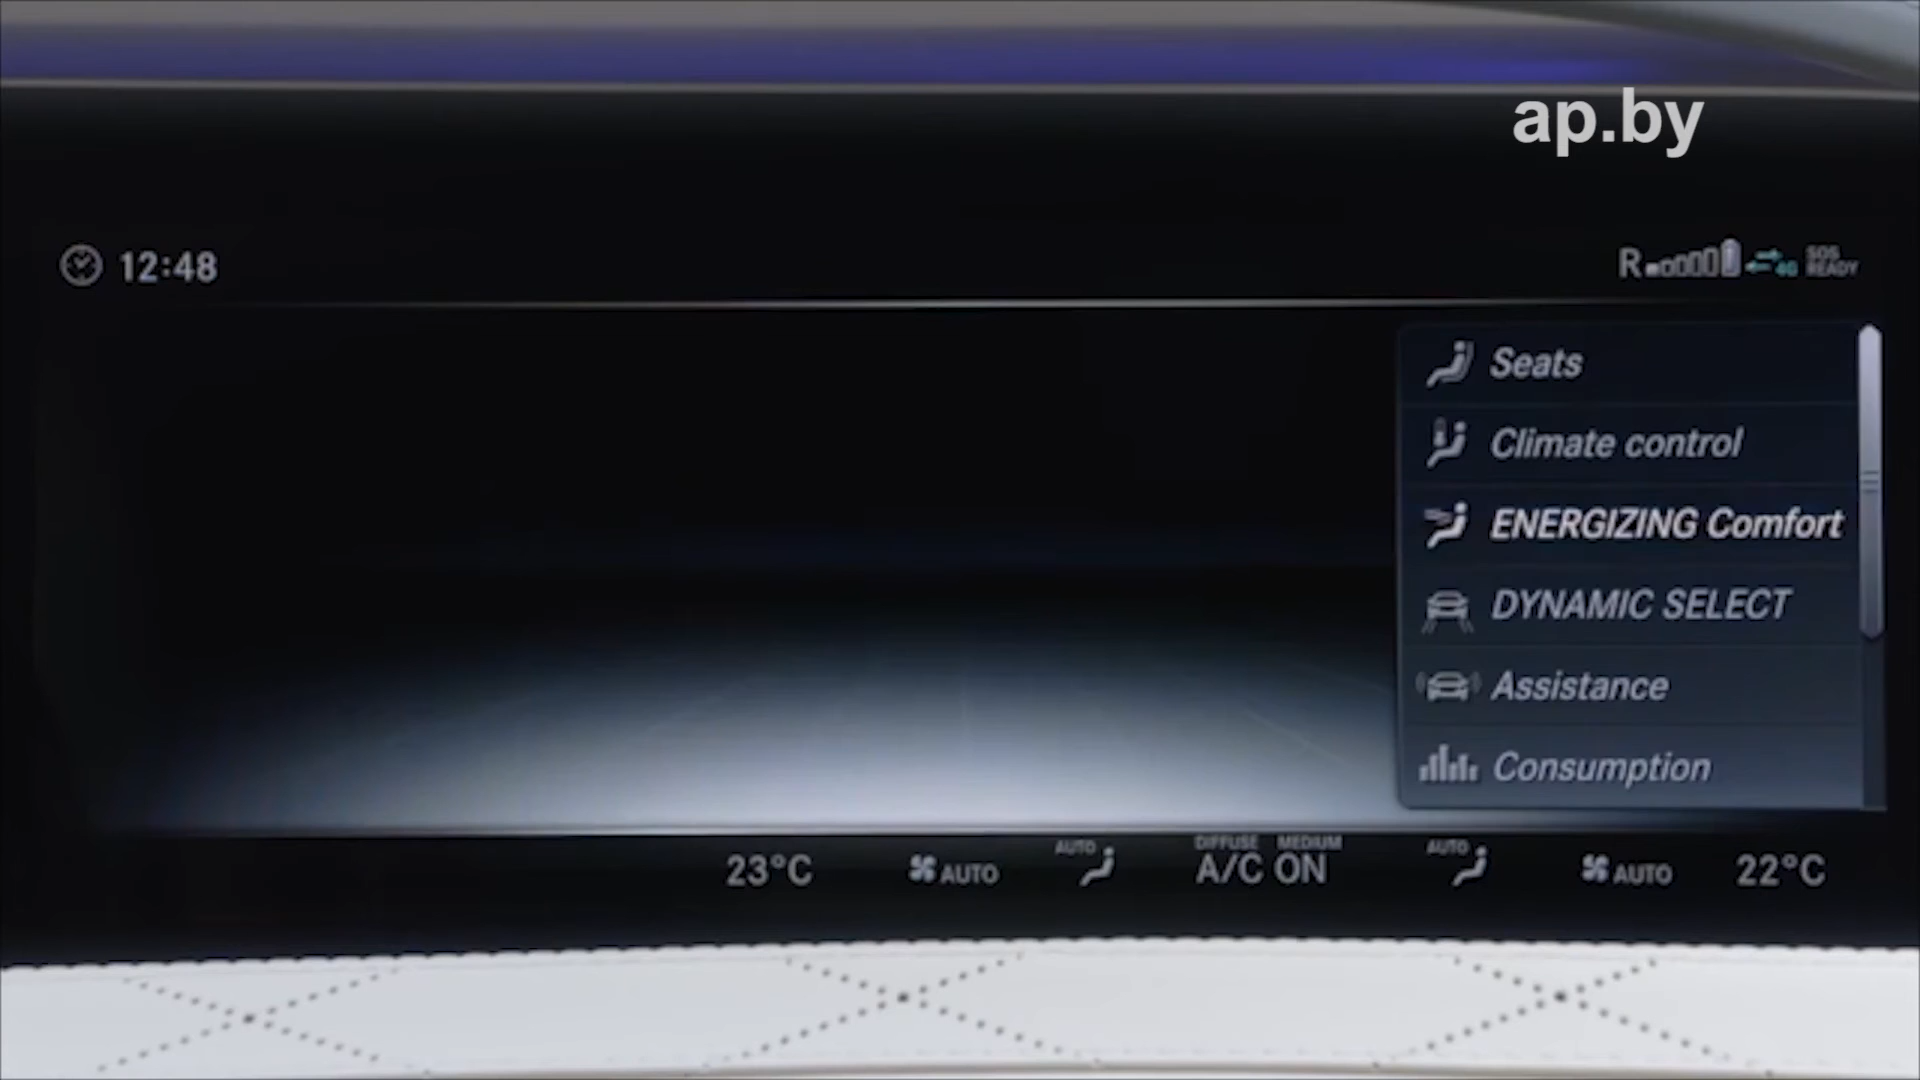 ap.by
12:48
R 4G SOS READY
Seats
Climate control
ENERGIZING Comfort
DYNAMIC SELECT
Assistance
Consumption
23°C AUTO AUTO DIFFUSE MEDIUM A/C ON AUTO AUTO 22°C